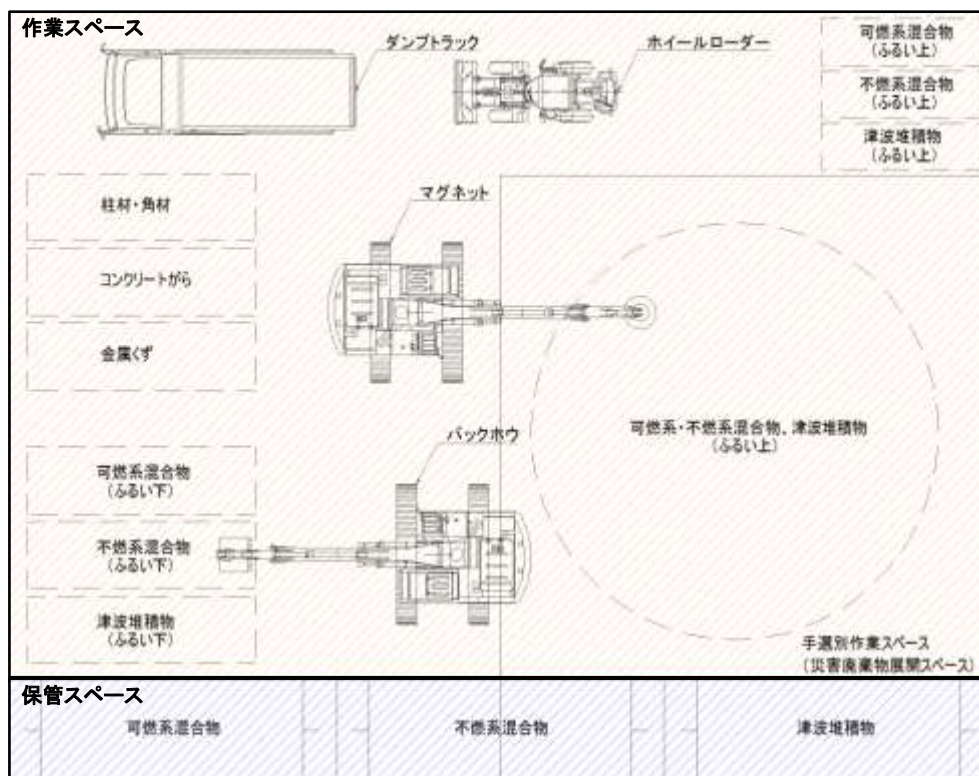 作業スペース
ダンプトラック
ホイールローダー
可燃系混合物
(ふるい上)
不燃系混合物
(ふるい上)
津波堆積物
(ふるい上)
柱材・角材
マグネット
コンクリートがら
金属くず
可燃系・不燃系混合物、津波堆積物
(ふるい上)
バックホウ
可燃系混合物
(ふるい下)
不燃系混合物
(ふるい下)
津波堆積物
(ふるい下)
手選別作業スペース
(災害廃棄物展開スペース)
保管スペース
可燃系混合物
不燃系混合物
津波堆積物